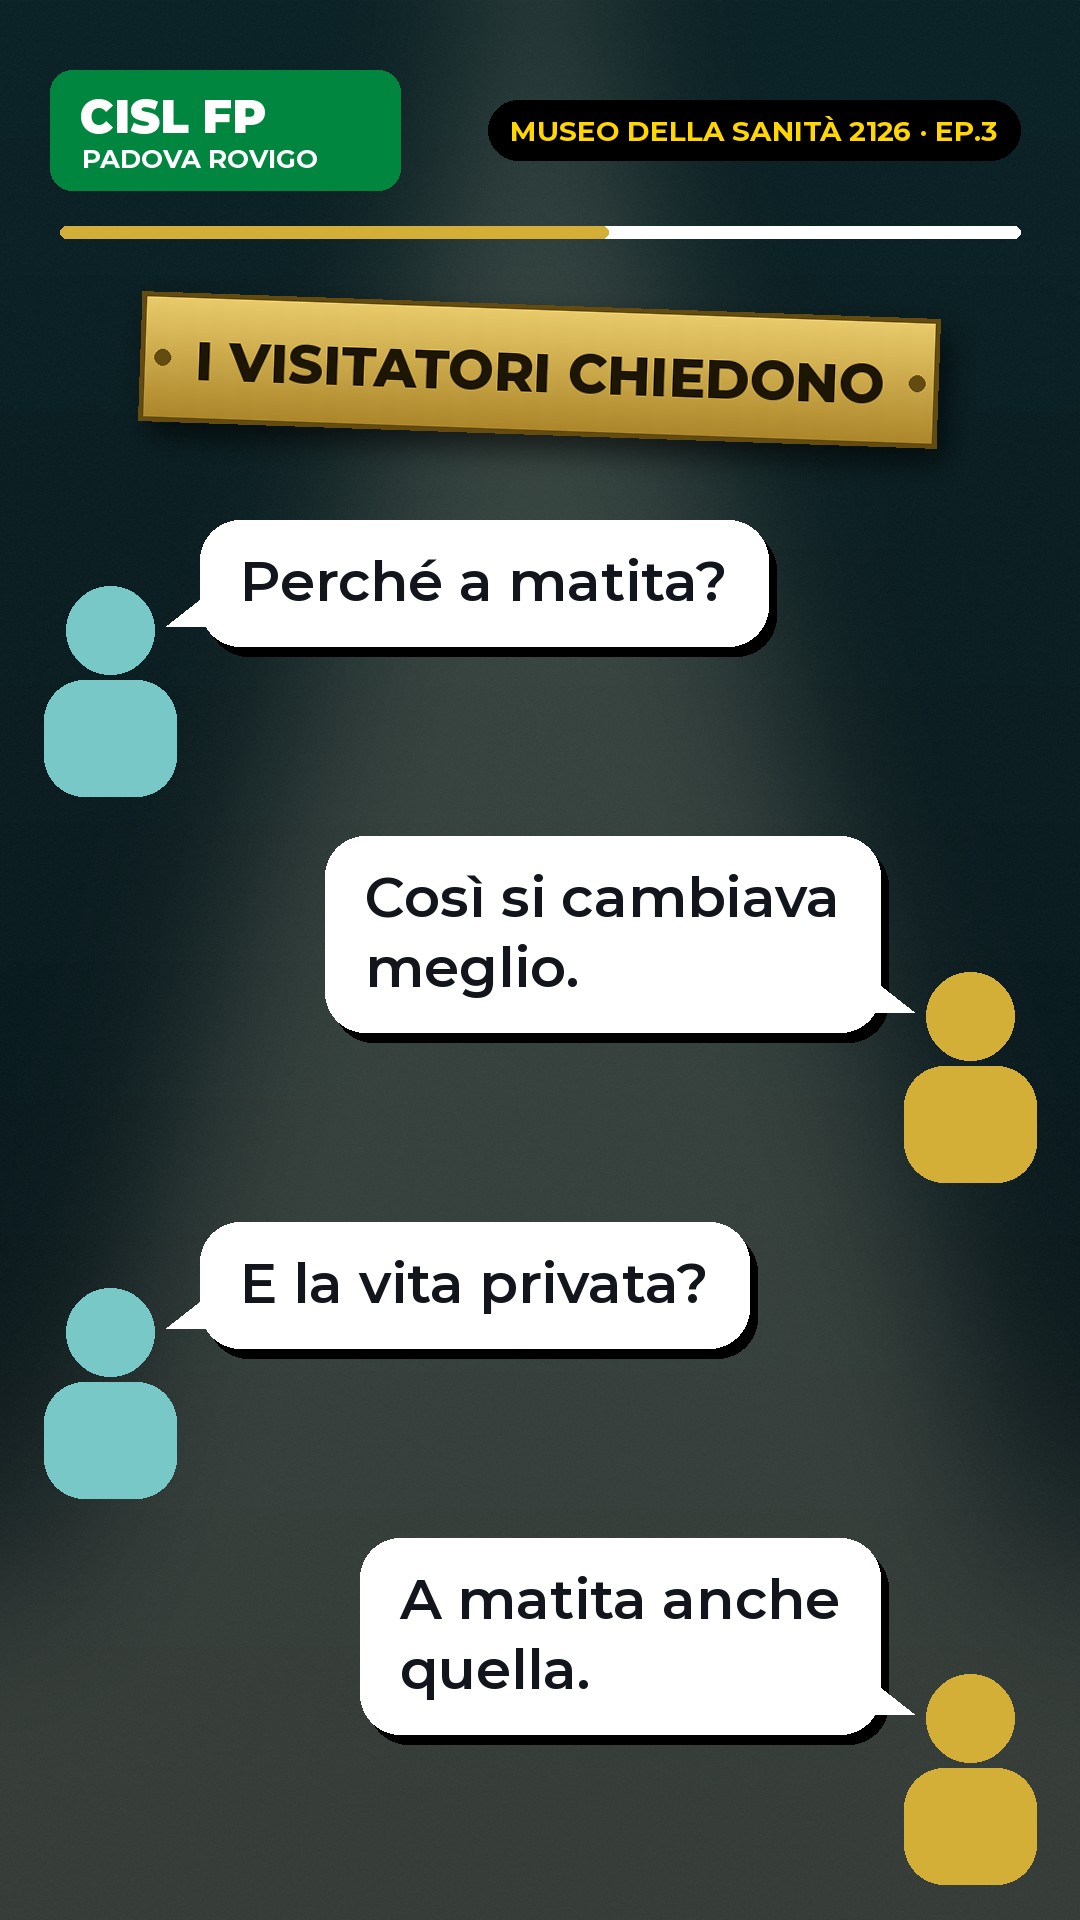 CISL FP
PADOVA ROVIGO
MUSEO DELLA SANITÀ 2126 · EP.3
I VISITATORI CHIEDONO
Perché a matita?
Così si cambiava
meglio.
E la vita privata?
A matita anche
quella.